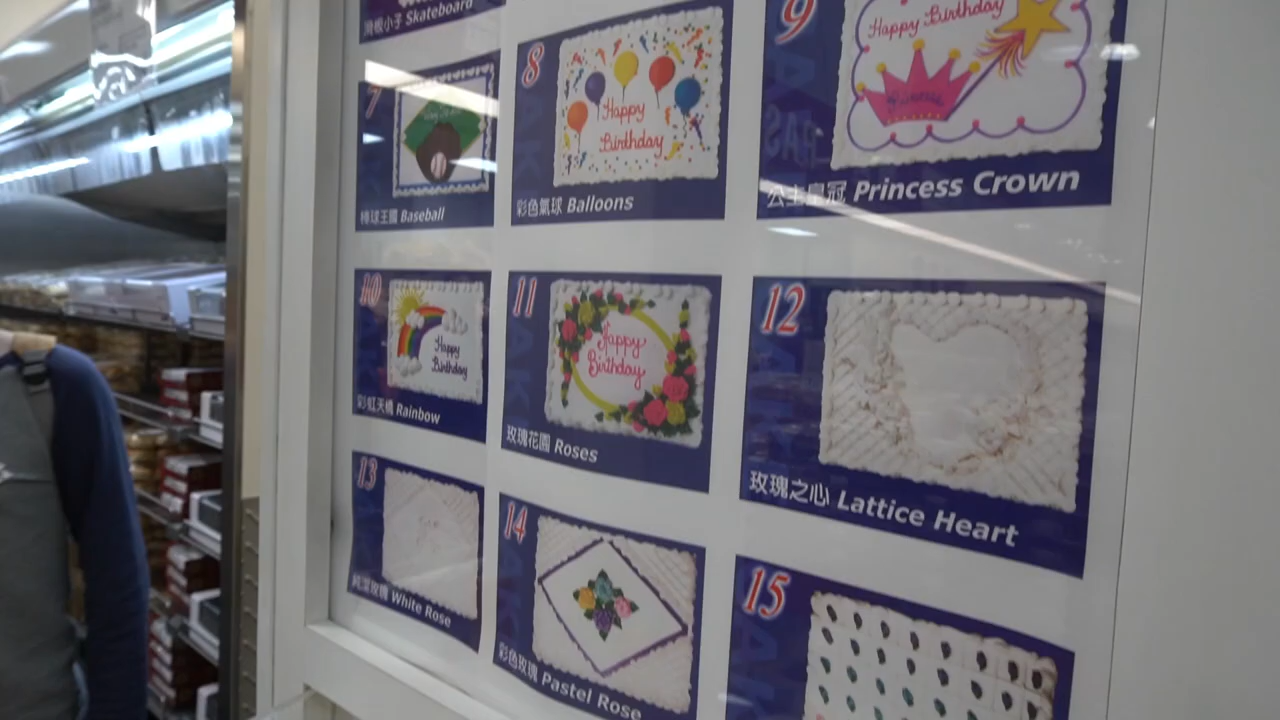 滑板小子 Skateboard
7
棒球王國 Baseball
8
Happy
Birthday
彩色氣球 Balloons
9
Happy Birthday
Princess
公主皇冠 Princess Crown
10
Happy
Birthday
彩虹天橋 Rainbow
11
Happy
Birthday
玫瑰花園 Roses
12
玫瑰之心 Lattice Heart
13
純潔玫瑰 White Rose
14
彩色玫瑰 Pastel Rose
15